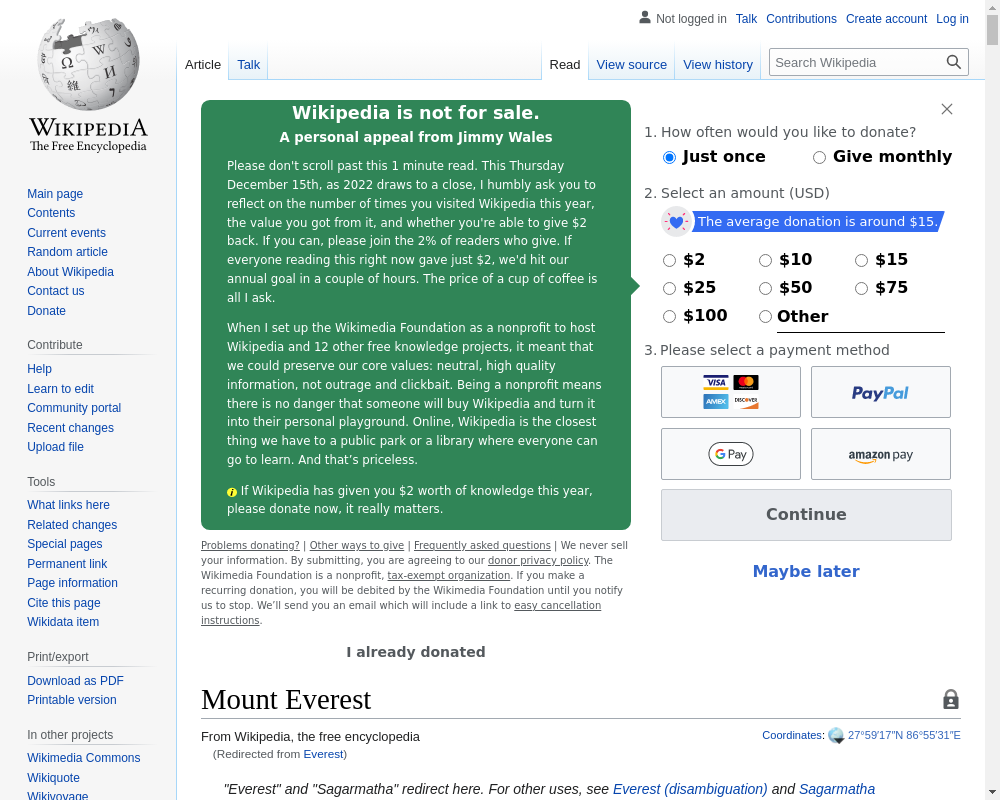 Not logged in Talk Contributions Create account Log in
Article Talk Read View source View history Search Wikipedia
WIKIPEDIA
The Free Encyclopedia
Main page
Contents
Current events
Random article
About Wikipedia
Contact us
Donate
Contribute
Help
Learn to edit
Community portal
Recent changes
Upload file
Tools
What links here
Related changes
Special pages
Permanent link
Page information
Cite this page
Wikidata item
Print/export
Download as PDF
Printable version
In other projects
Wikimedia Commons
Wikiquote
Wikivoyage
Wikipedia is not for sale.
A personal appeal from Jimmy Wales
Please don't scroll past this 1 minute read. This Thursday
December 15th, as 2022 draws to a close, I humbly ask you to
reflect on the number of times you visited Wikipedia this year,
the value you got from it, and whether you're able to give $2
back. If you can, please join the 2% of readers who give. If
everyone reading this right now gave just $2, we'd hit our
annual goal in a couple of hours. The price of a cup of coffee is
all I ask.
When I set up the Wikimedia Foundation as a nonprofit to host
Wikipedia and 12 other free knowledge projects, it meant that
we could preserve our core values: neutral, high quality
information, not outrage and clickbait. Being a nonprofit means
there is no danger that someone will buy Wikipedia and turn it
into their personal playground. Online, Wikipedia is the closest
thing we have to a public park or a library where everyone can
go to learn. And that’s priceless.
i If Wikipedia has given you $2 worth of knowledge this year,
please donate now, it really matters.
Problems donating? | Other ways to give | Frequently asked questions | We never sell
your information. By submitting, you are agreeing to our donor privacy policy. The
Wikimedia Foundation is a nonprofit, tax-exempt organization. If you make a
recurring donation, you will be debited by the Wikimedia Foundation until you notify
us to stop. We’ll send you an email which will include a link to easy cancellation
instructions.
I already donated
1. How often would you like to donate?
Just once Give monthly
2. Select an amount (USD)
The average donation is around $15.
$2 $10 $15
$25 $50 $75
$100 Other
3. Please select a payment method
VISA mastercard PayPal
AMEX DISCOVER
G Pay amazon pay
Continue
Maybe later
Mount Everest
From Wikipedia, the free encyclopedia Coordinates: 27°59′17″N 86°55′31″E
(Redirected from Everest)
"Everest" and "Sagarmatha" redirect here. For other uses, see Everest (disambiguation) and Sagarmatha